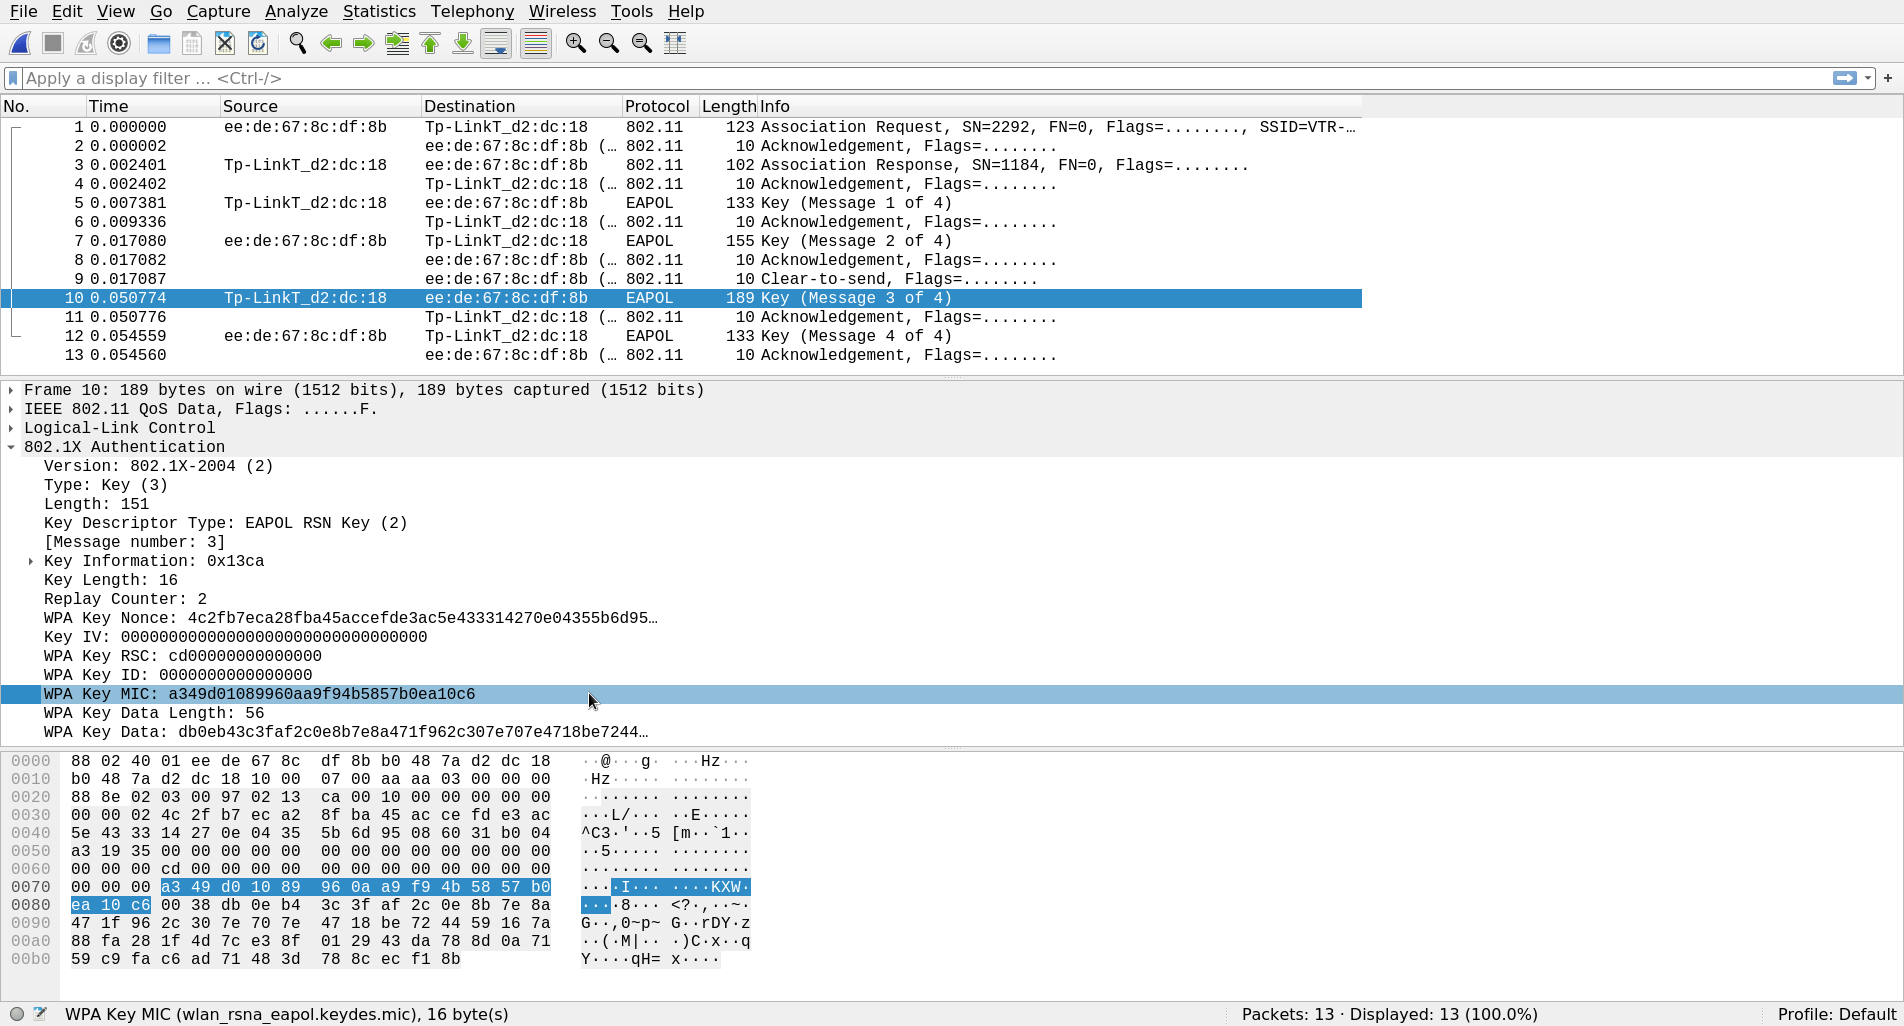 File Edit View Go Capture Analyze Statistics Telephony Wireless Tools Help
Apply a display filter … <Ctrl-/>
No. Time Source Destination Protocol Length Info
1 0.000000 ee:de:67:8c:df:8b Tp-LinkT_d2:dc:18 802.11 123 Association Request, SN=2292, FN=0, Flags=........, SSID=VTR-…
2 0.000002 ee:de:67:8c:df:8b (… 802.11 10 Acknowledgement, Flags=........
3 0.002401 Tp-LinkT_d2:dc:18 ee:de:67:8c:df:8b 802.11 102 Association Response, SN=1184, FN=0, Flags=........
4 0.002402 Tp-LinkT_d2:dc:18 (… 802.11 10 Acknowledgement, Flags=........
5 0.007381 Tp-LinkT_d2:dc:18 ee:de:67:8c:df:8b EAPOL 133 Key (Message 1 of 4)
6 0.009336 Tp-LinkT_d2:dc:18 (… 802.11 10 Acknowledgement, Flags=........
7 0.017080 ee:de:67:8c:df:8b Tp-LinkT_d2:dc:18 EAPOL 155 Key (Message 2 of 4)
8 0.017082 ee:de:67:8c:df:8b (… 802.11 10 Acknowledgement, Flags=........
9 0.017087 ee:de:67:8c:df:8b (… 802.11 10 Clear-to-send, Flags=........
10 0.050774 Tp-LinkT_d2:dc:18 ee:de:67:8c:df:8b EAPOL 189 Key (Message 3 of 4)
11 0.050776 Tp-LinkT_d2:dc:18 (… 802.11 10 Acknowledgement, Flags=........
12 0.054559 ee:de:67:8c:df:8b Tp-LinkT_d2:dc:18 EAPOL 133 Key (Message 4 of 4)
13 0.054560 ee:de:67:8c:df:8b (… 802.11 10 Acknowledgement, Flags=........
Frame 10: 189 bytes on wire (1512 bits), 189 bytes captured (1512 bits)
IEEE 802.11 QoS Data, Flags: ......F.
Logical-Link Control
802.1X Authentication
Version: 802.1X-2004 (2)
Type: Key (3)
Length: 151
Key Descriptor Type: EAPOL RSN Key (2)
[Message number: 3]
Key Information: 0x13ca
Key Length: 16
Replay Counter: 2
WPA Key Nonce: 4c2fb7eca28fba45accefde3ac5e433314270e04355b6d95…
Key IV: 00000000000000000000000000000000
WPA Key RSC: cd00000000000000
WPA Key ID: 0000000000000000
WPA Key MIC: a349d01089960aa9f94b5857b0ea10c6
WPA Key Data Length: 56
WPA Key Data: db0eb43c3faf2c0e8b7e8a471f962c307e707e4718be7244…
0000 88 02 40 01 ee de 67 8c df 8b b0 48 7a d2 dc 18 ··@···g· ···Hz···
0010 b0 48 7a d2 dc 18 10 00 07 00 aa aa 03 00 00 00 ·Hz····· ········
0020 88 8e 02 03 00 97 02 13 ca 00 10 00 00 00 00 00 ········ ········
0030 00 00 02 4c 2f b7 ec a2 8f ba 45 ac ce fd e3 ac ···L/··· ··E·····
0040 5e 43 33 14 27 0e 04 35 5b 6d 95 08 60 31 b0 04 ^C3·'··5 [m··`1··
0050 a3 19 35 00 00 00 00 00 00 00 00 00 00 00 00 00 ··5····· ········
0060 00 00 00 cd 00 00 00 00 00 00 00 00 00 00 00 00 ········ ········
0070 00 00 00 a3 49 d0 10 89 96 0a a9 f9 4b 58 57 b0 ····I··· ····KXW·
0080 ea 10 c6 00 38 db 0e b4 3c 3f af 2c 0e 8b 7e 8a ····8··· <?·,··~·
0090 47 1f 96 2c 30 7e 70 7e 47 18 be 72 44 59 16 7a G··,0~p~ G··rDY·z
00a0 88 fa 28 1f 4d 7c e3 8f 01 29 43 da 78 8d 0a 71 ··(·M|·· ·)C·x··q
00b0 59 c9 fa c6 ad 71 48 3d 78 8c ec f1 8b Y····qH= x····
WPA Key MIC (wlan_rsna_eapol.keydes.mic), 16 byte(s) Packets: 13 · Displayed: 13 (100.0%) Profile: Default